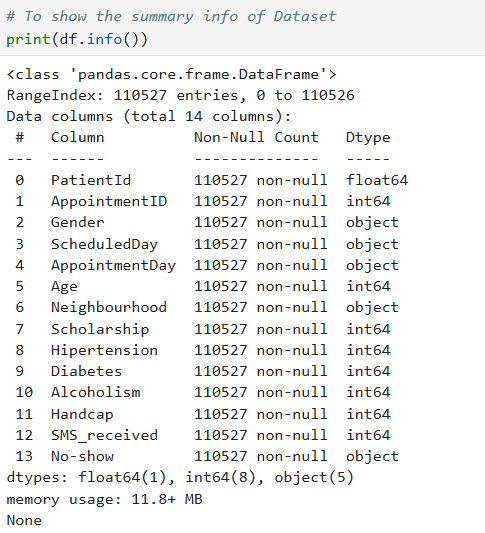 # To show the summary info of Dataset
print(df.info())
<class 'pandas.core.frame.DataFrame'>
RangeIndex: 110527 entries, 0 to 110526
Data columns (total 14 columns):
 #   Column          Non-Null Count   Dtype
---  ------          --------------   -----
 0   PatientId       110527 non-null  float64
 1   AppointmentID   110527 non-null  int64
 2   Gender          110527 non-null  object
 3   ScheduledDay    110527 non-null  object
 4   AppointmentDay  110527 non-null  object
 5   Age             110527 non-null  int64
 6   Neighbourhood   110527 non-null  object
 7   Scholarship     110527 non-null  int64
 8   Hipertension    110527 non-null  int64
 9   Diabetes        110527 non-null  int64
 10  Alcoholism      110527 non-null  int64
 11  Handcap         110527 non-null  int64
 12  SMS_received    110527 non-null  int64
 13  No-show         110527 non-null  object
dtypes: float64(1), int64(8), object(5)
memory usage: 11.8+ MB
None